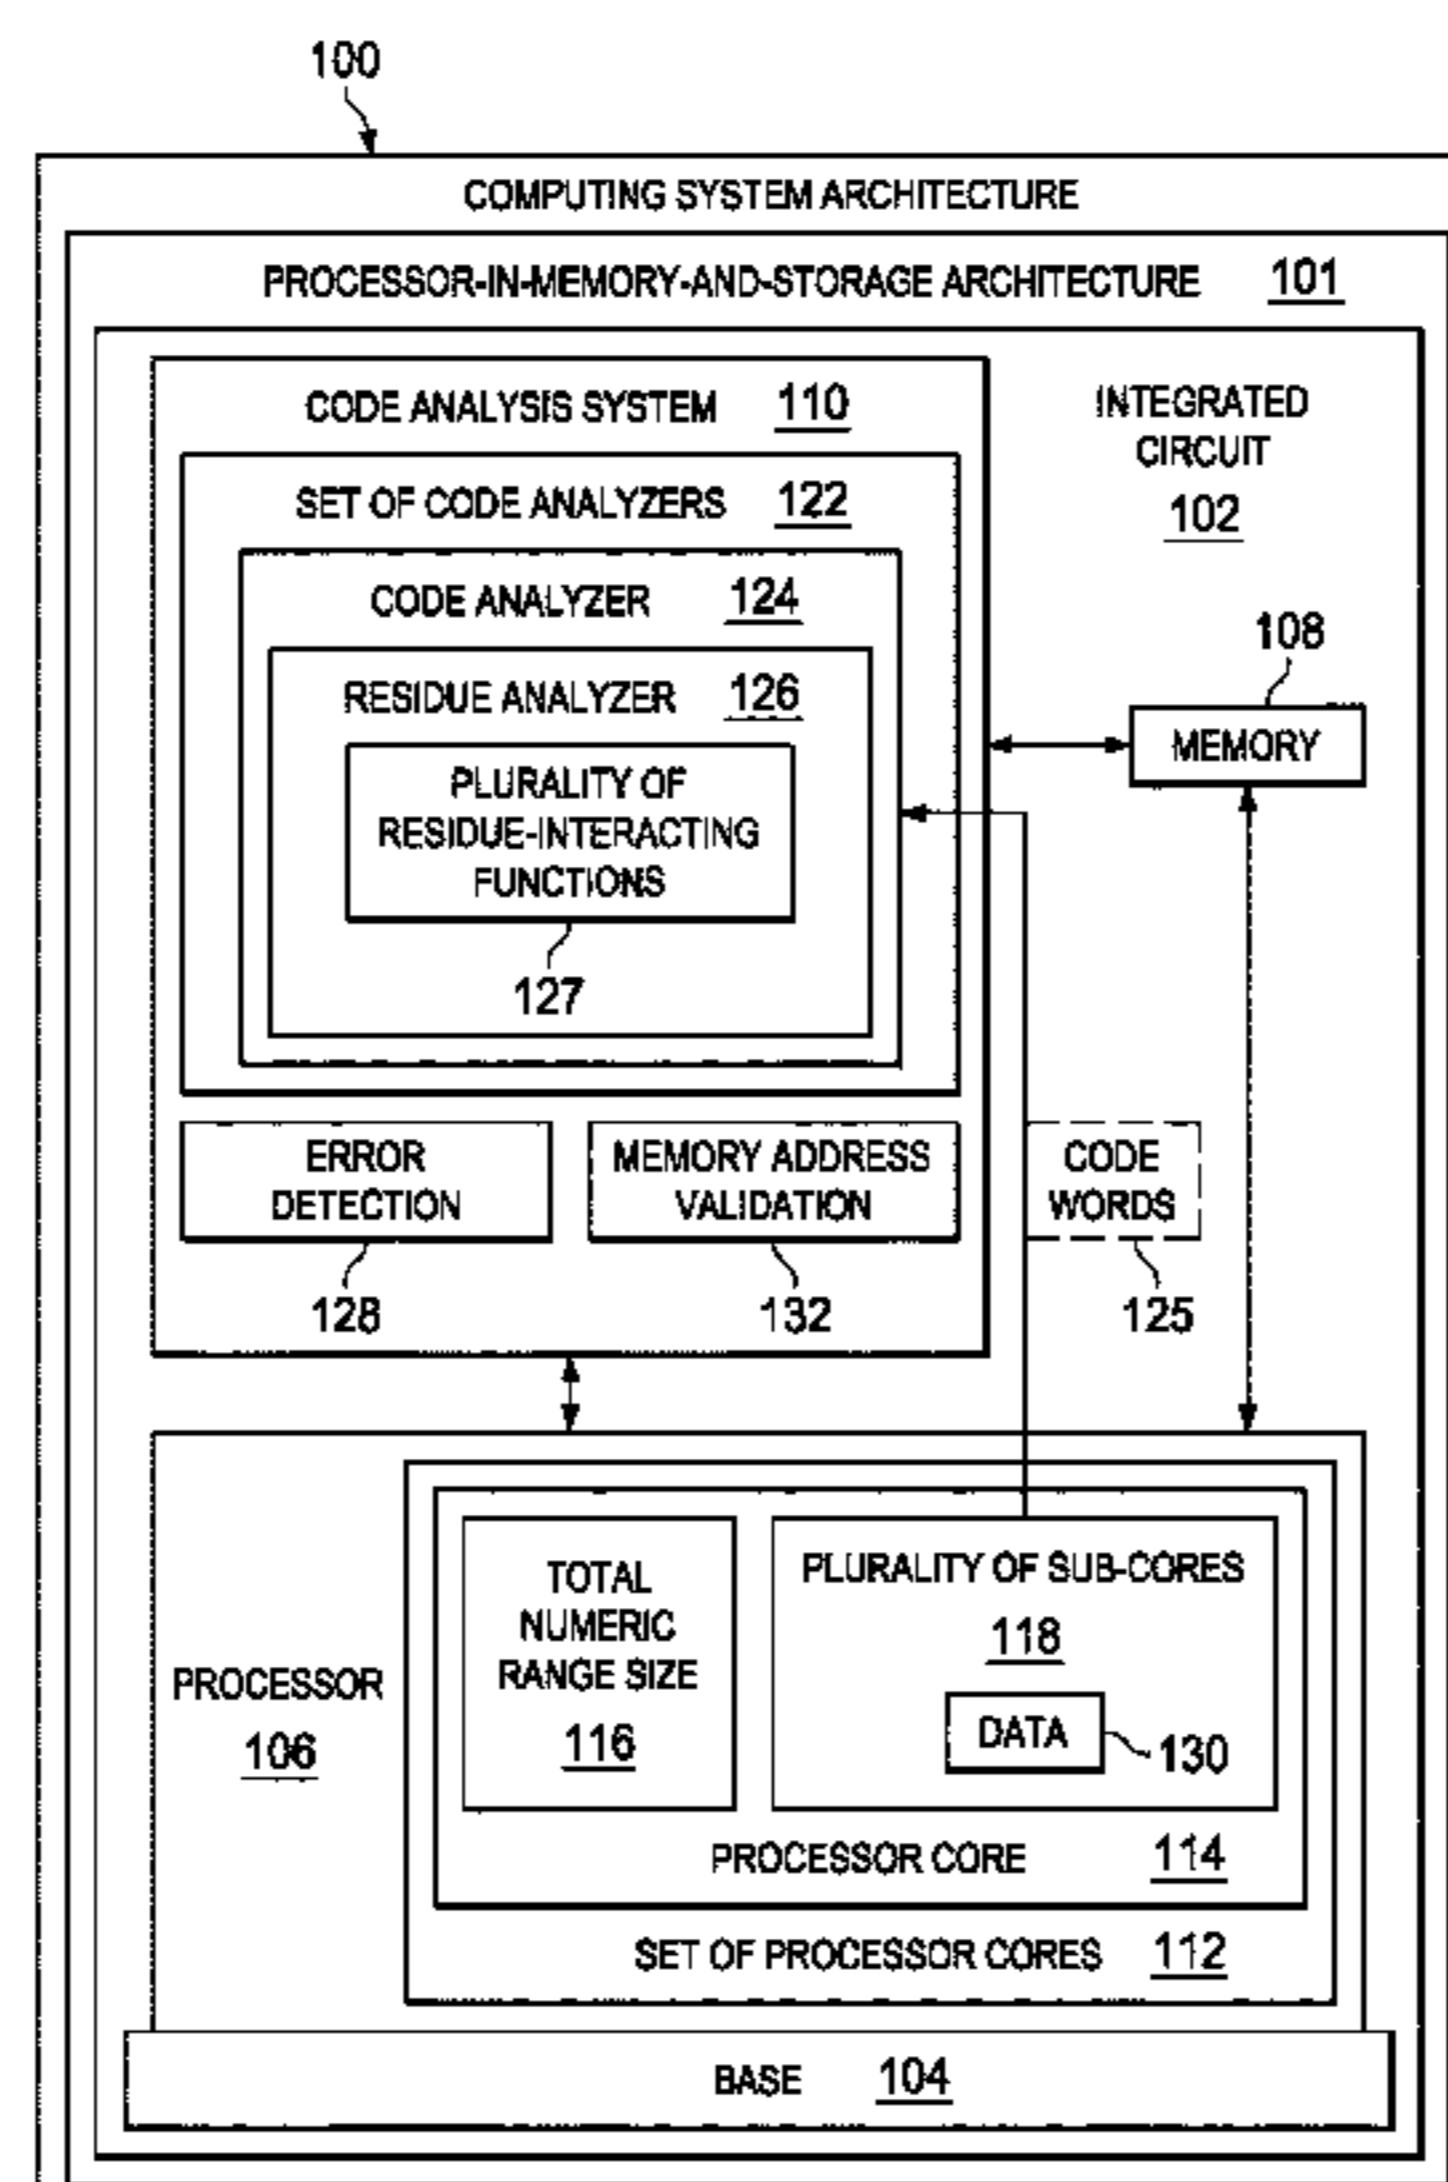 100
COMPUTING SYSTEM ARCHITECTURE
PROCESSOR-IN-MEMORY-AND-STORAGE ARCHITECTURE 101
CODE ANALYSIS SYSTEM 110
INTEGRATED
CIRCUIT
102
SET OF CODE ANALYZERS 122
CODE ANALYZER 124
RESIDUE ANALYZER 126
PLURALITY OF
RESIDUE-INTERACTING
FUNCTIONS
127
108
MEMORY
ERROR
DETECTION
128
MEMORY ADDRESS
VALIDATION
132
CODE
WORDS
125
PROCESSOR
106
TOTAL
NUMERIC
RANGE SIZE
116
PLURALITY OF SUB-CORES
118
DATA
130
PROCESSOR CORE 114
SET OF PROCESSOR CORES 112
BASE 104